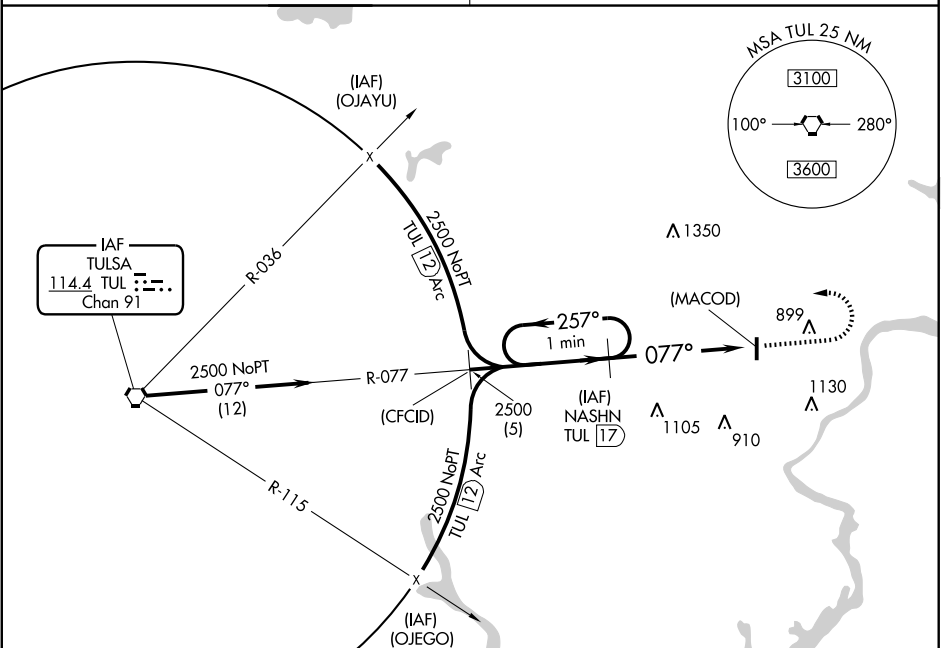 MSA TUL 25 NM
3100
100°
280°
3600
(IAF)
(OJAYU)
2500 NoPT
TUL 12 Arc
R-036
1350
IAF
TULSA
114.4 TUL
Chan 91
(MACOD)
899
257°
1 min
077°
2500 NoPT
077°
(12)
R-077
(CFCID)
2500
(5)
(IAF)
NASHN
TUL 17
1105
910
1130
2500 NoPT
TUL 12 Arc
R-115
(IAF)
(OJEGO)
X
X